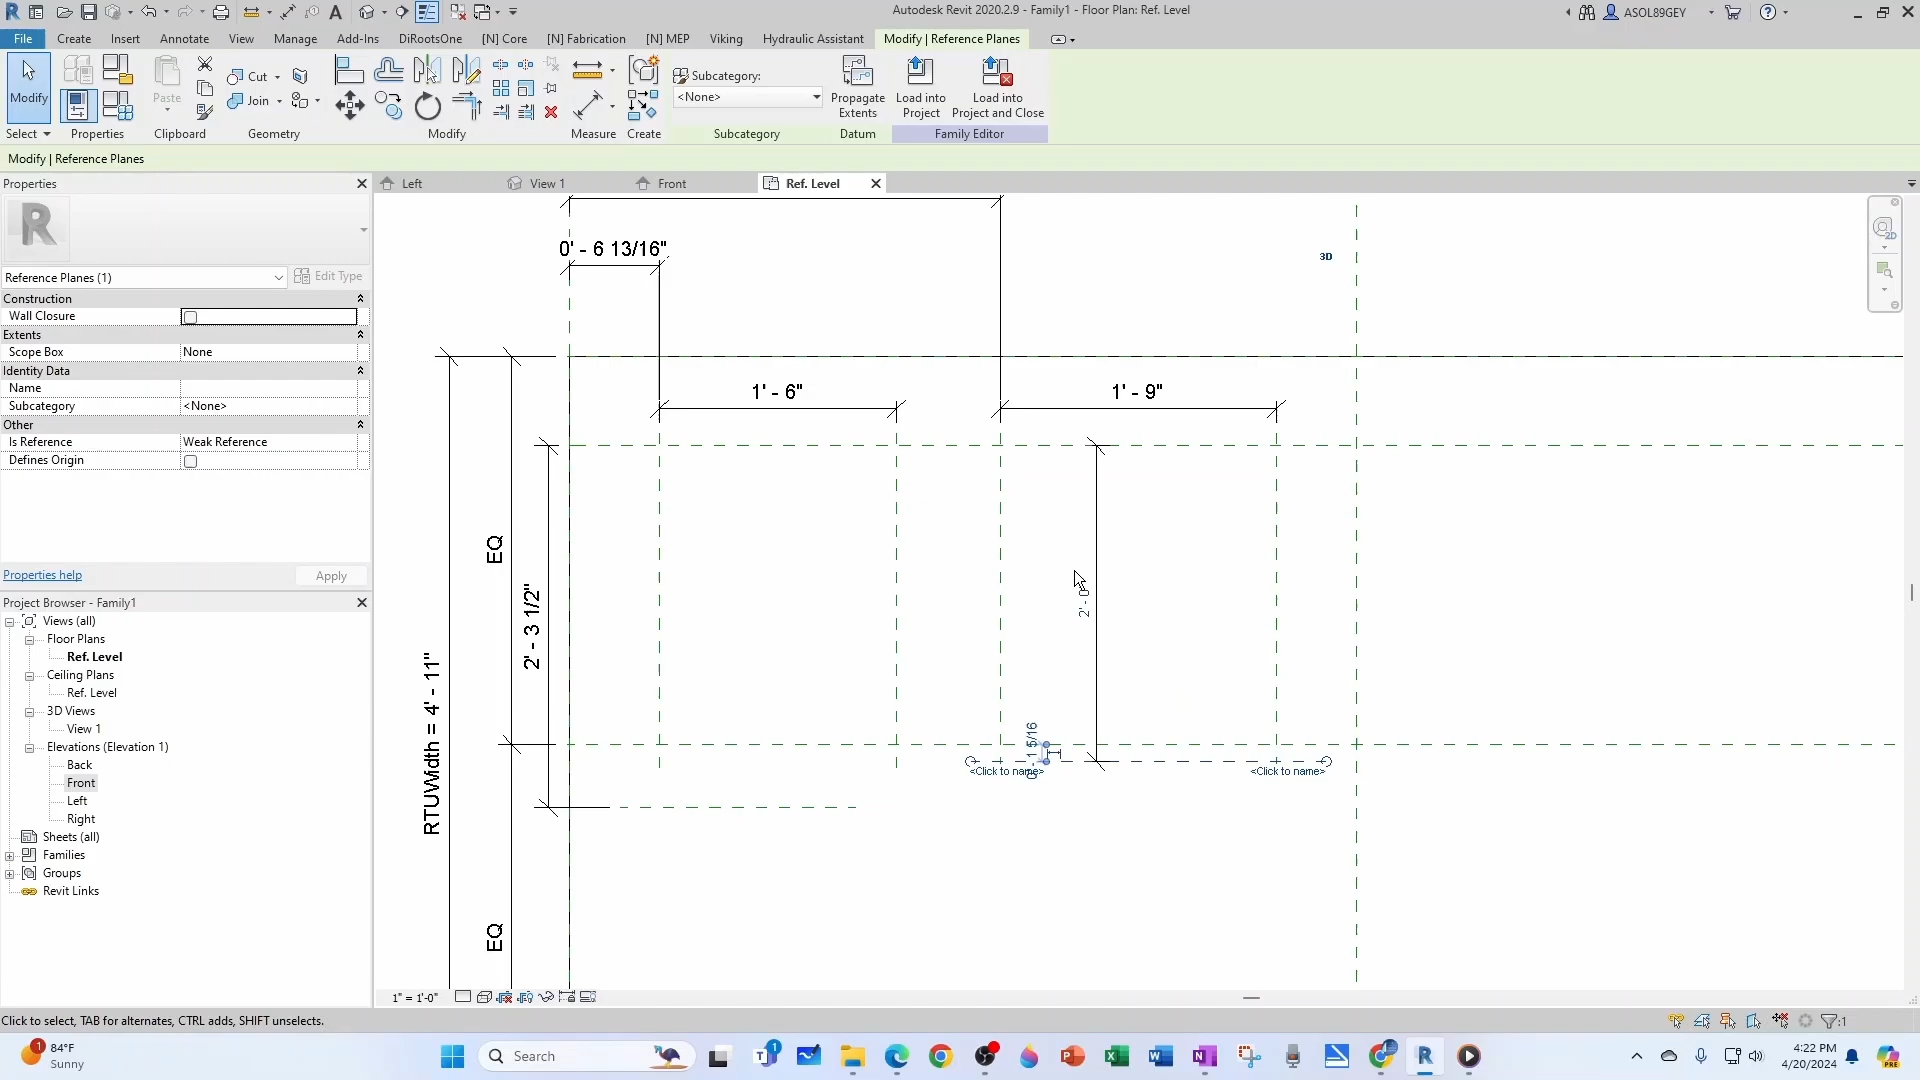 Autodesk Revit 2020.2.9 - Family1 - Floor Plan: Ref. Level
ASOL89GEY
File
Create
Insert
Annotate
View
Manage
Add-Ins
DiRootsOne
[N] Core
[N] Fabrication
[N] MEP
Viking
Hydraulic Assistant
Modify | Reference Planes
Modify
Paste
Cut
Join
Subcategory:
<None>
Propagate
Extents
Load into
Project
Load into
Project and Close
Select
Properties
Clipboard
Geometry
Modify
Measure
Create
Subcategory
Datum
Family Editor
Modify | Reference Planes
Properties
Left
View 1
Front
Ref. Level
R
Reference Planes (1)
Edit Type
Construction
Wall Closure
Extents
Scope Box
None
Identity Data
Name
Subcategory
<None>
Other
Is Reference
Weak Reference
Defines Origin
Properties help
Apply
Project Browser - Family1
Views (all)
Floor Plans
Ref. Level
Ceiling Plans
Ref. Level
3D Views
View 1
Elevations (Elevation 1)
Back
Front
Left
Right
Sheets (all)
Families
Groups
Revit Links
0' - 6 13/16"
3D
2D
1' - 6"
1' - 9"
EQ
2' - 3 1/2"
RTUWidth = 4' - 11"
EQ
<Click to name>
<Click to name>
1" = 1'-0"
Click to select, TAB for alternates, CTRL adds, SHIFT unselects.
:1
1
84°F
Sunny
Search
1
4:22 PM
4/20/2024
PRE